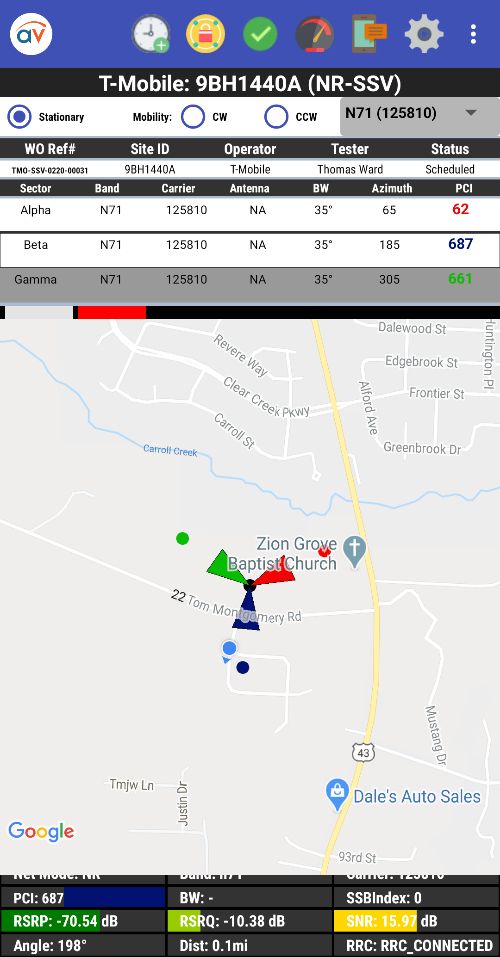 av
T-Mobile: 9BH1440A (NR-SSV)
Stationary Mobility: CW CCW N71 (125810)
WO Ref# Site ID Operator Tester Status
TMO-SSV-0220-00031 9BH1440A T-Mobile Thomas Ward Scheduled
Sector Band Carrier Antenna BW Azimuth PCI
Alpha N71 125810 NA 35° 65 62
Beta N71 125810 NA 35° 185 687
Gamma N71 125810 NA 35° 305 661
Dalewood St
Huntington Pl
Revere Way
Edgebrook St
Clear Creek Pkwy
Alford Ave
Frontier St
Carroll St
Greenbrook Dr
Carroll Creek
Zion Grove
Baptist Church
22
Tom Montgomery Rd
Mustang Dr
43
Tmjw Ln
Justin Dr
Dale's Auto Sales
Google
93rd St
Net Mode: NR Band: n71 Carrier: 125810
PCI: 687 BW: - SSBIndex: 0
RSRP: -70.54 dB RSRQ: -10.38 dB SNR: 15.97 dB
Angle: 198° Dist: 0.1mi RRC: RRC_CONNECTED